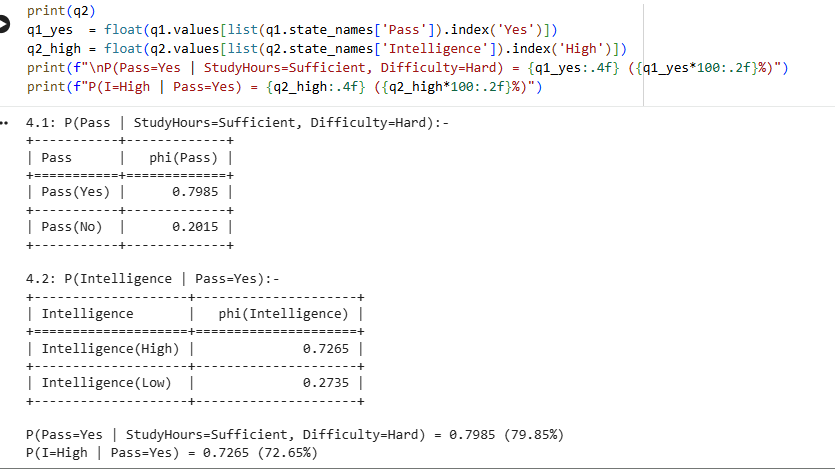 print(q2)
q1_yes  = float(q1.values[list(q1.state_names['Pass']).index('Yes')])
q2_high = float(q2.values[list(q2.state_names['Intelligence']).index('High')])
print(f"\nP(Pass=Yes | StudyHours=Sufficient, Difficulty=Hard) = {q1_yes:.4f} ({q1_yes*100:.2f}%)")
print(f"P(I=High | Pass=Yes) = {q2_high:.4f} ({q2_high*100:.2f}%)")
4.1: P(Pass | StudyHours=Sufficient, Difficulty=Hard):-
+-----------+-------------+
| Pass      |   phi(Pass) |
+===========+=============+
| Pass(Yes) |      0.7985 |
+-----------+-------------+
| Pass(No)  |      0.2015 |
+-----------+-------------+
4.2: P(Intelligence | Pass=Yes):-
+--------------------+---------------------+
| Intelligence       |   phi(Intelligence) |
+====================+=====================+
| Intelligence(High) |              0.7265 |
+--------------------+---------------------+
| Intelligence(Low)  |              0.2735 |
+--------------------+---------------------+
P(Pass=Yes | StudyHours=Sufficient, Difficulty=Hard) = 0.7985 (79.85%)
P(I=High | Pass=Yes) = 0.7265 (72.65%)